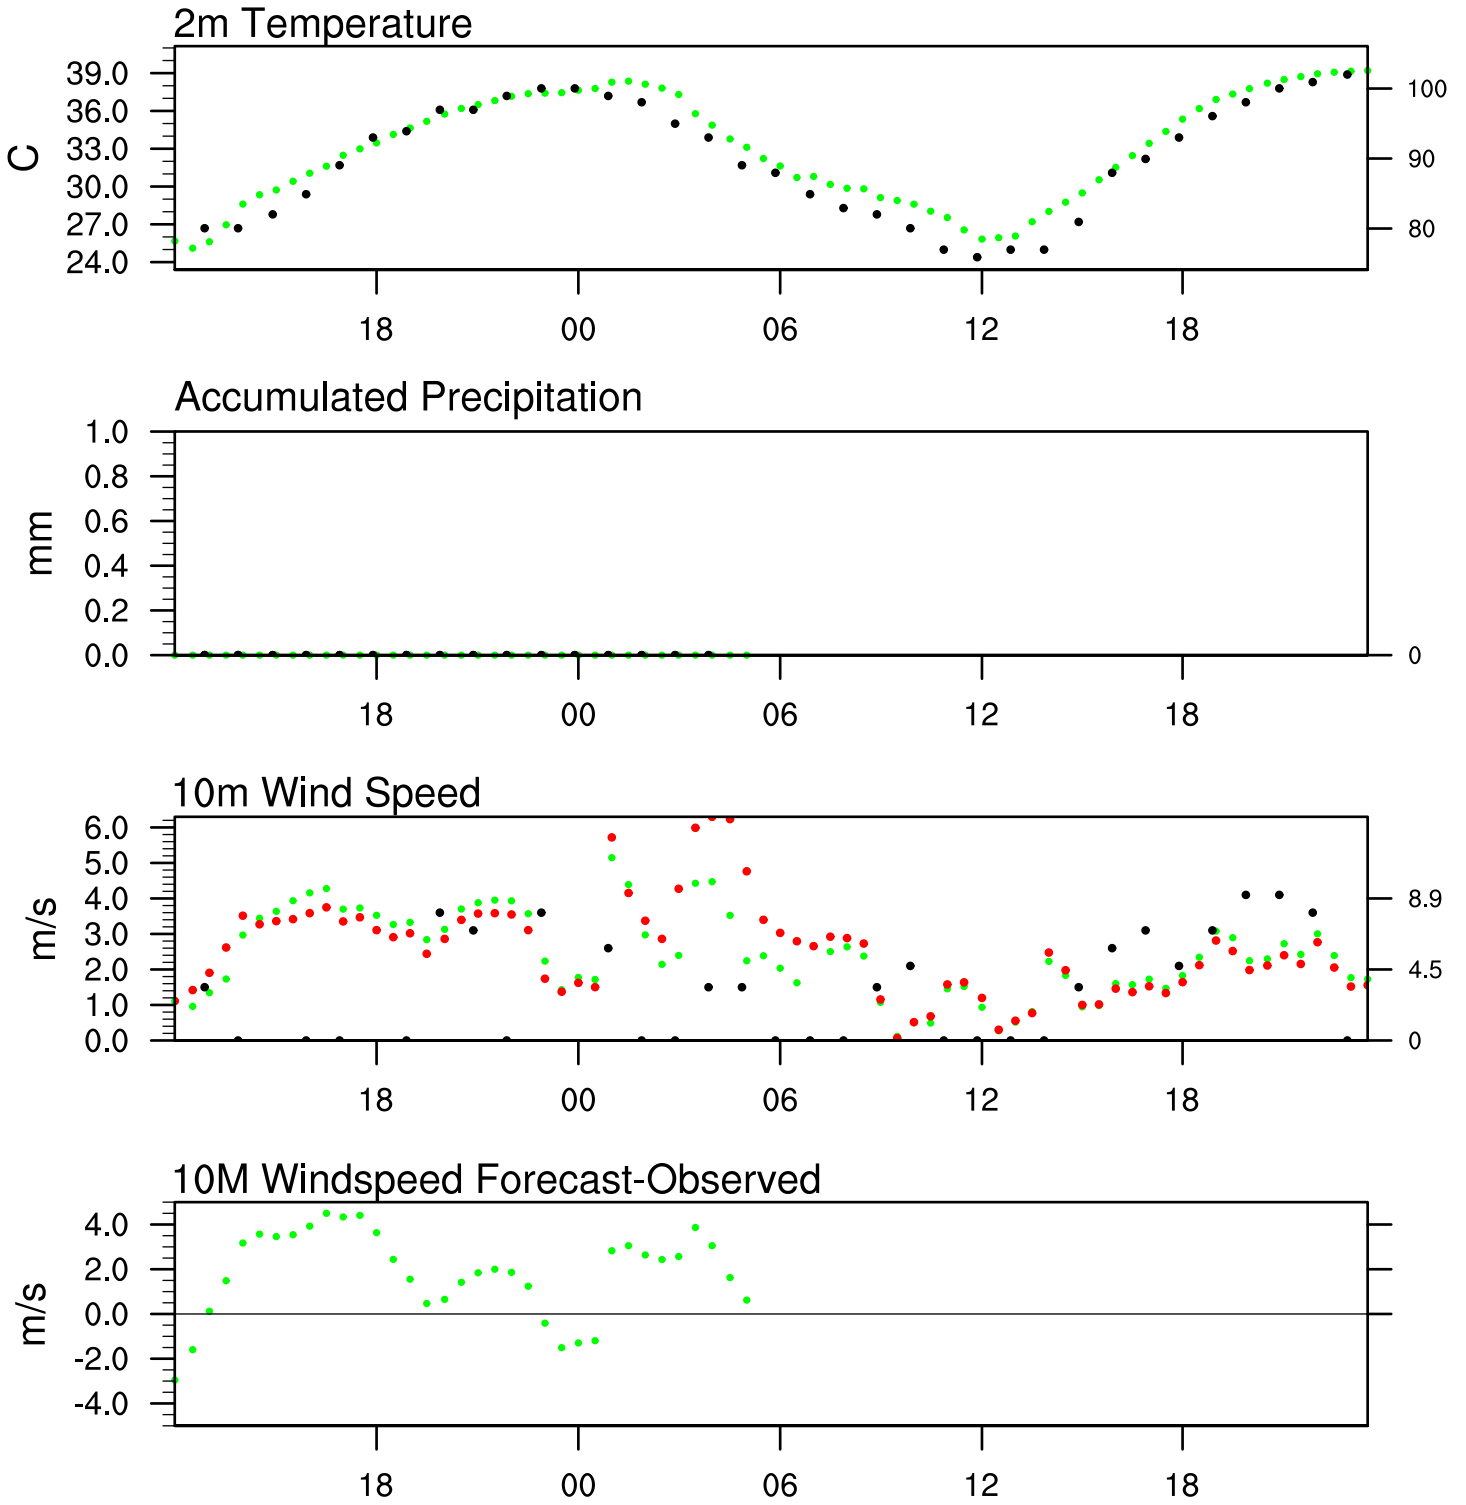 2m Temperature
39.0
36.0
33.0
30.0
27.0
24.0
C
100
90
80
18 00 06 12 18
Accumulated Precipitation
1.0
0.8
0.6
0.4
0.2
0.0
mm
0
18 00 06 12 18
10m Wind Speed
6.0
5.0
4.0
3.0
2.0
1.0
0.0
m/s
8.9
4.5
0
18 00 06 12 18
10M Windspeed Forecast-Observed
4.0
2.0
0.0
-2.0
-4.0
m/s
18 00 06 12 18